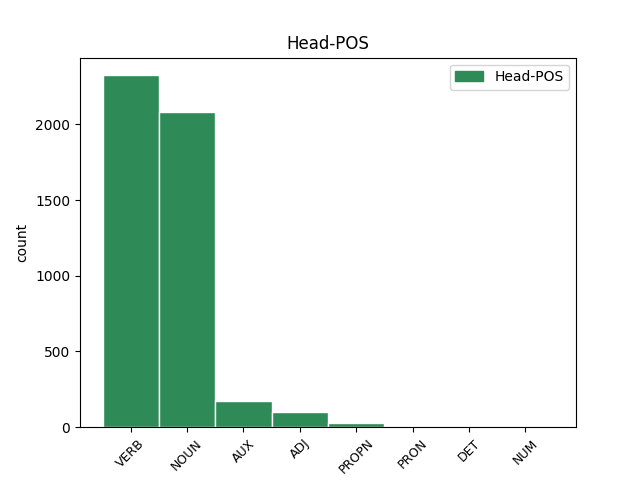 Head-POS
Head-POS
2000
1500
1000
500
0
count
VERB NOUN AUX ADJ PROPN PRON DET NUM